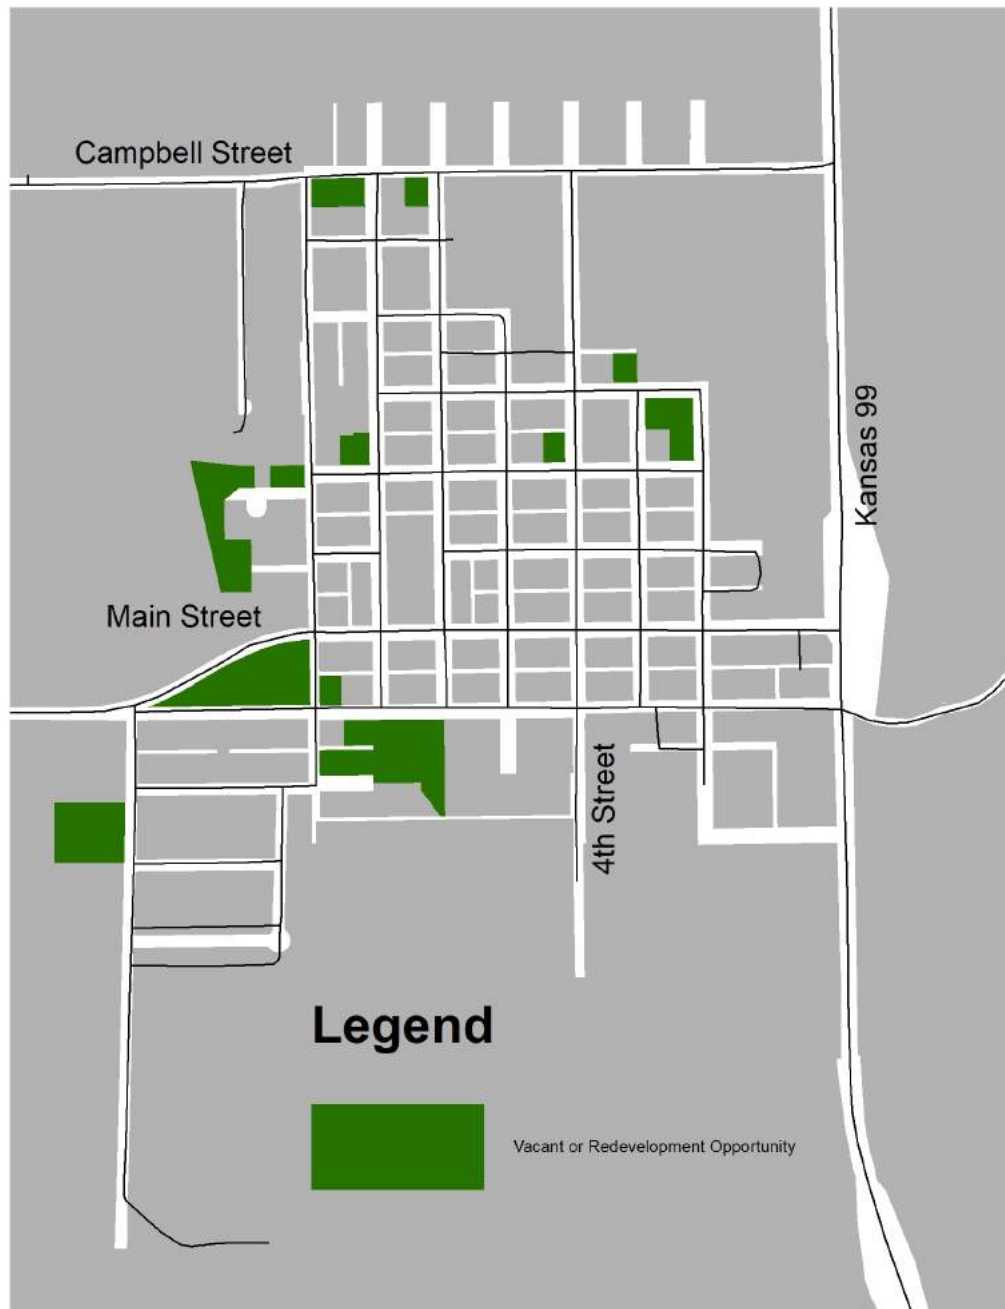 Campbell Street
Kansas 99
Main Street
4th Street
Legend
Vacant or Redevelopment Opportunity